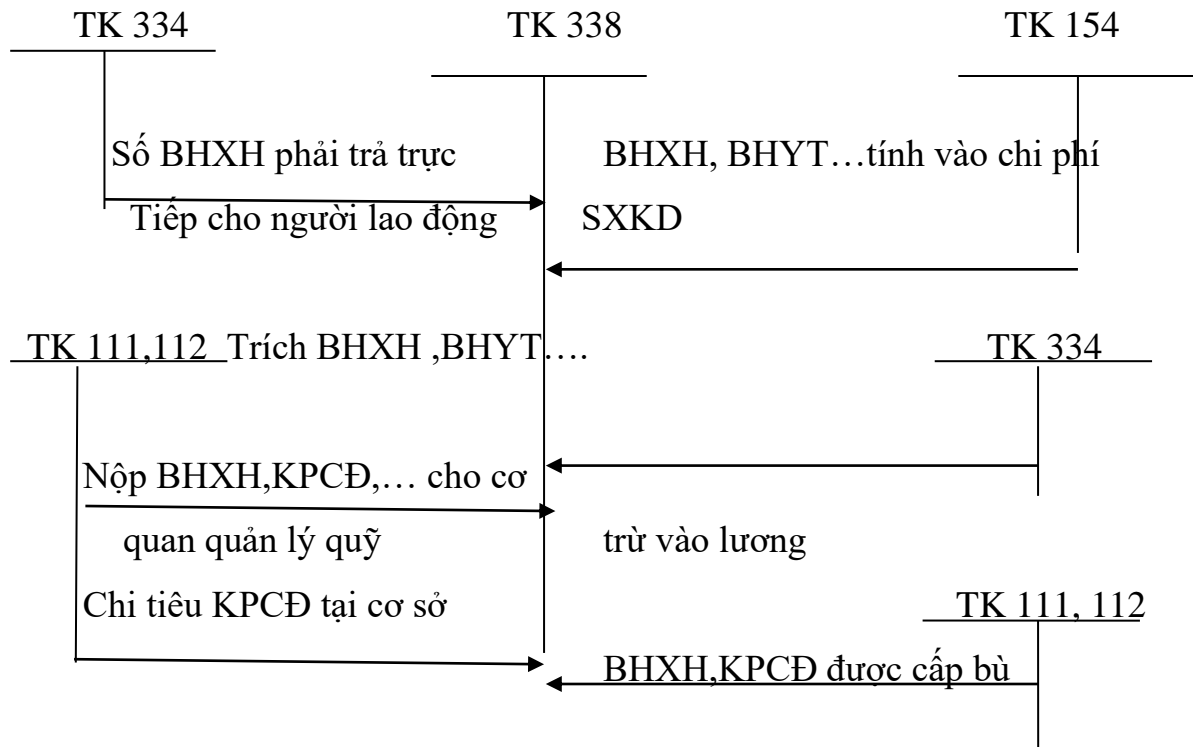 TK 334 TK 338 TK 154
Số BHXH phải trả trực BHXH, BHYT…tính vào chi phí
Tiếp cho người lao động SXKD
TK 111,112 Trích BHXH ,BHYT…. TK 334
Nộp BHXH,KPCĐ,… cho cơ
quan quản lý quỹ trừ vào lương
Chi tiêu KPCĐ tại cơ sở TK 111, 112
BHXH,KPCĐ được cấp bù